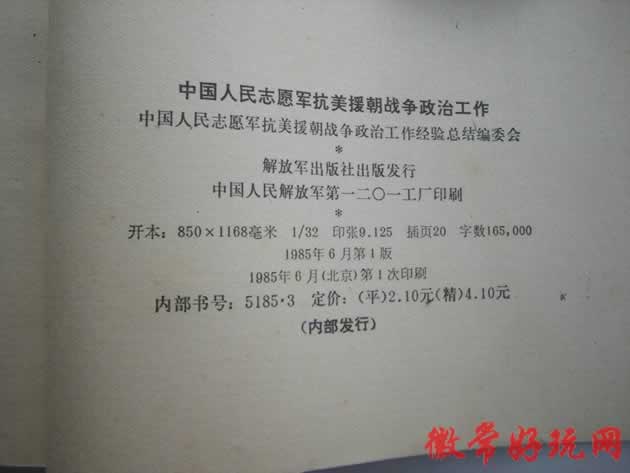 中国人民志愿军抗美援朝战争政治工作
中国人民志愿军抗美援朝战争政治工作经验总结编委会
*
解放军出版社出版发行
中国人民解放军第一二〇一工厂印刷
*
开本：850×1168毫米 1/32 印张9.125 插页20 字数165,000
1985年6月第1版
1985年6月(北京)第1次印刷
内部书号：5185·3 定价：(平)2.10元(精)4.10元
(内部发行)
徽常好玩网